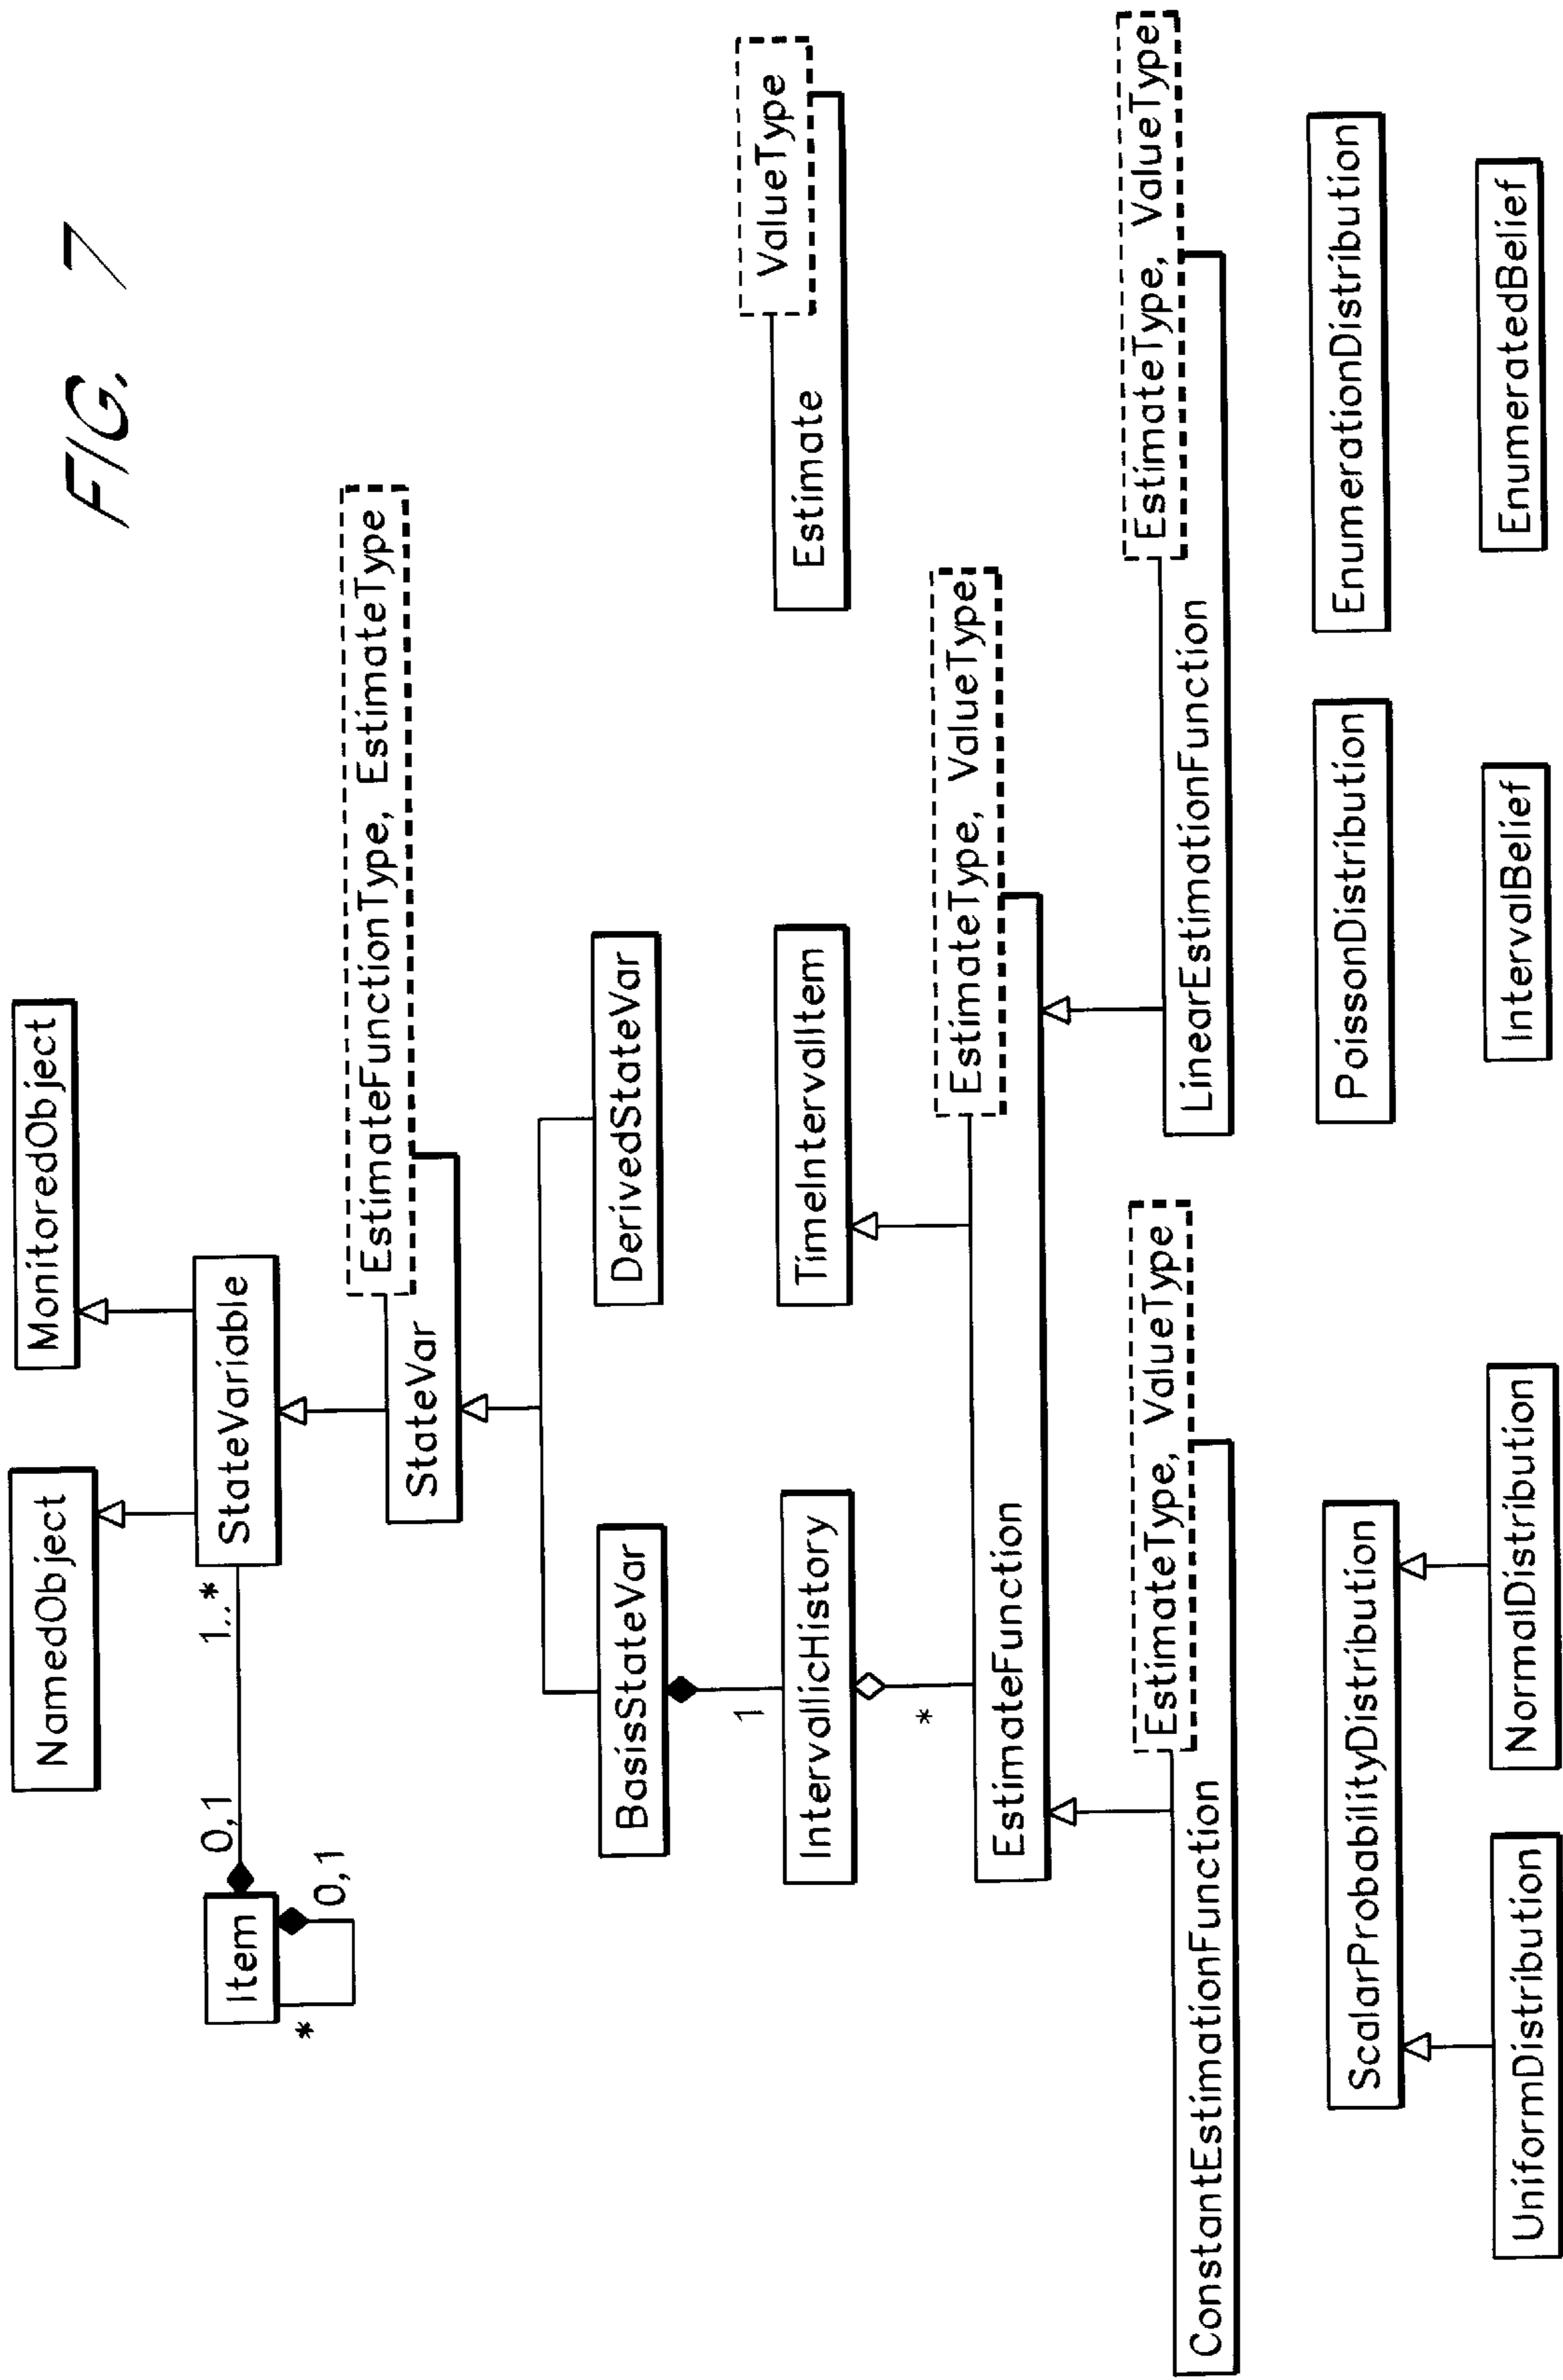 FIG. 7
NamedObject
MonitoredObject
Item
0,1
1..*
StateVariable
*
0,1
EstimateFunctionType, EstimateType
StateVar
BasisStateVar
DerivedStateVar
1
ValueType
IntervallicHistory
TimeIntervalItem
Estimate
*
EstimateType, ValueType
EstimateFunction
EstimateType, ValueType
EstimateType, ValueType
ConstantEstimationFunction
LinearEstimationFunction
ScalarProbabilityDistribution
PoissonDistribution
EnumerationDistribution
UniformDistribution
NormalDistribution
IntervalBelief
EnumeratedBelief